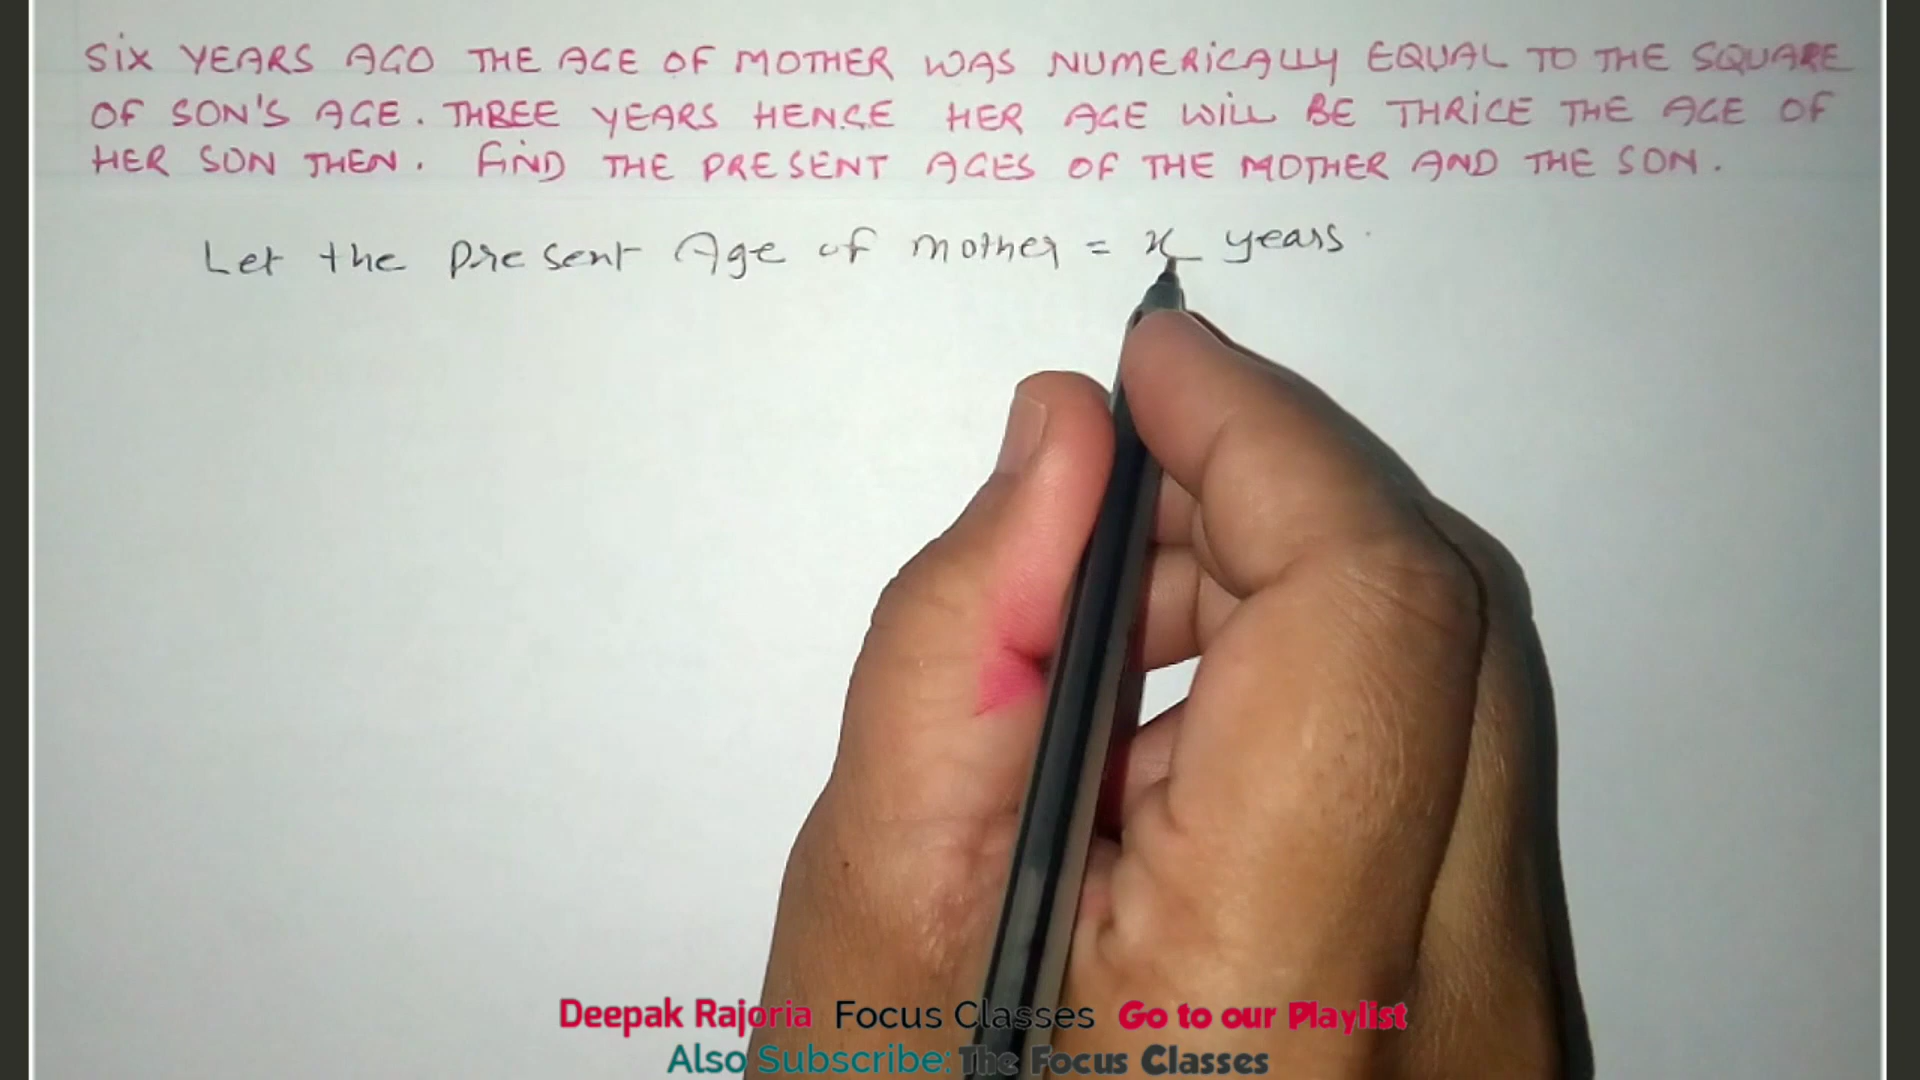 SiX YEARS AGO THE AGE OF MOTHER WAS NUMERiCALLY EQUAL TO THE SQUARE
OF SON'S AGE. THREE YEARS HENCE HER AGE WILL BE THRICE THE AGE OF
HER SON THEN. FiND THE PRESENT AGES OF THE MOTHER AND THE SON.
Let the present Age of mother = x years.
Deepak Rajoria Focus Classes Go to our Playlist
Also Subscribe: The Focus Classes